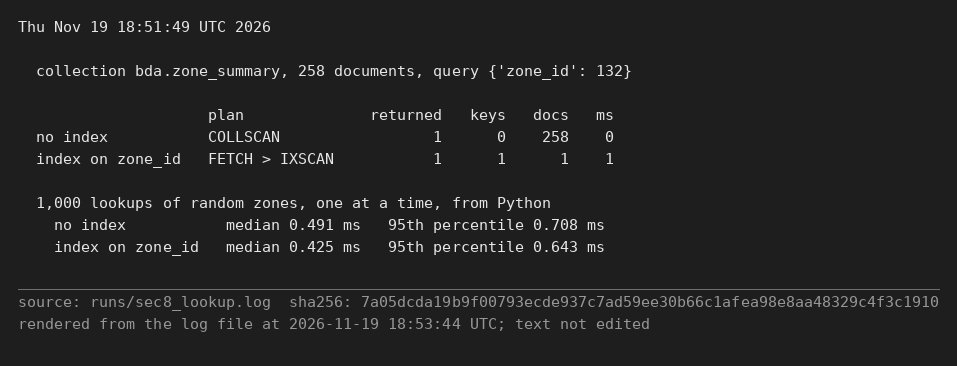 Thu Nov 19 18:51:49 UTC 2026
collection bda.zone_summary, 258 documents, query {'zone_id': 132}
plan returned keys docs ms
no index COLLSCAN 1 0 258 0
index on zone_id FETCH > IXSCAN 1 1 1 1
1,000 lookups of random zones, one at a time, from Python
no index median 0.491 ms 95th percentile 0.708 ms
index on zone_id median 0.425 ms 95th percentile 0.643 ms
source: runs/sec8_lookup.log sha256: 7a05dcda19b9f00793ecde937c7ad59ee30b66c1afea98e8aa48329c4f3c1910
rendered from the log file at 2026-11-19 18:53:44 UTC; text not edited